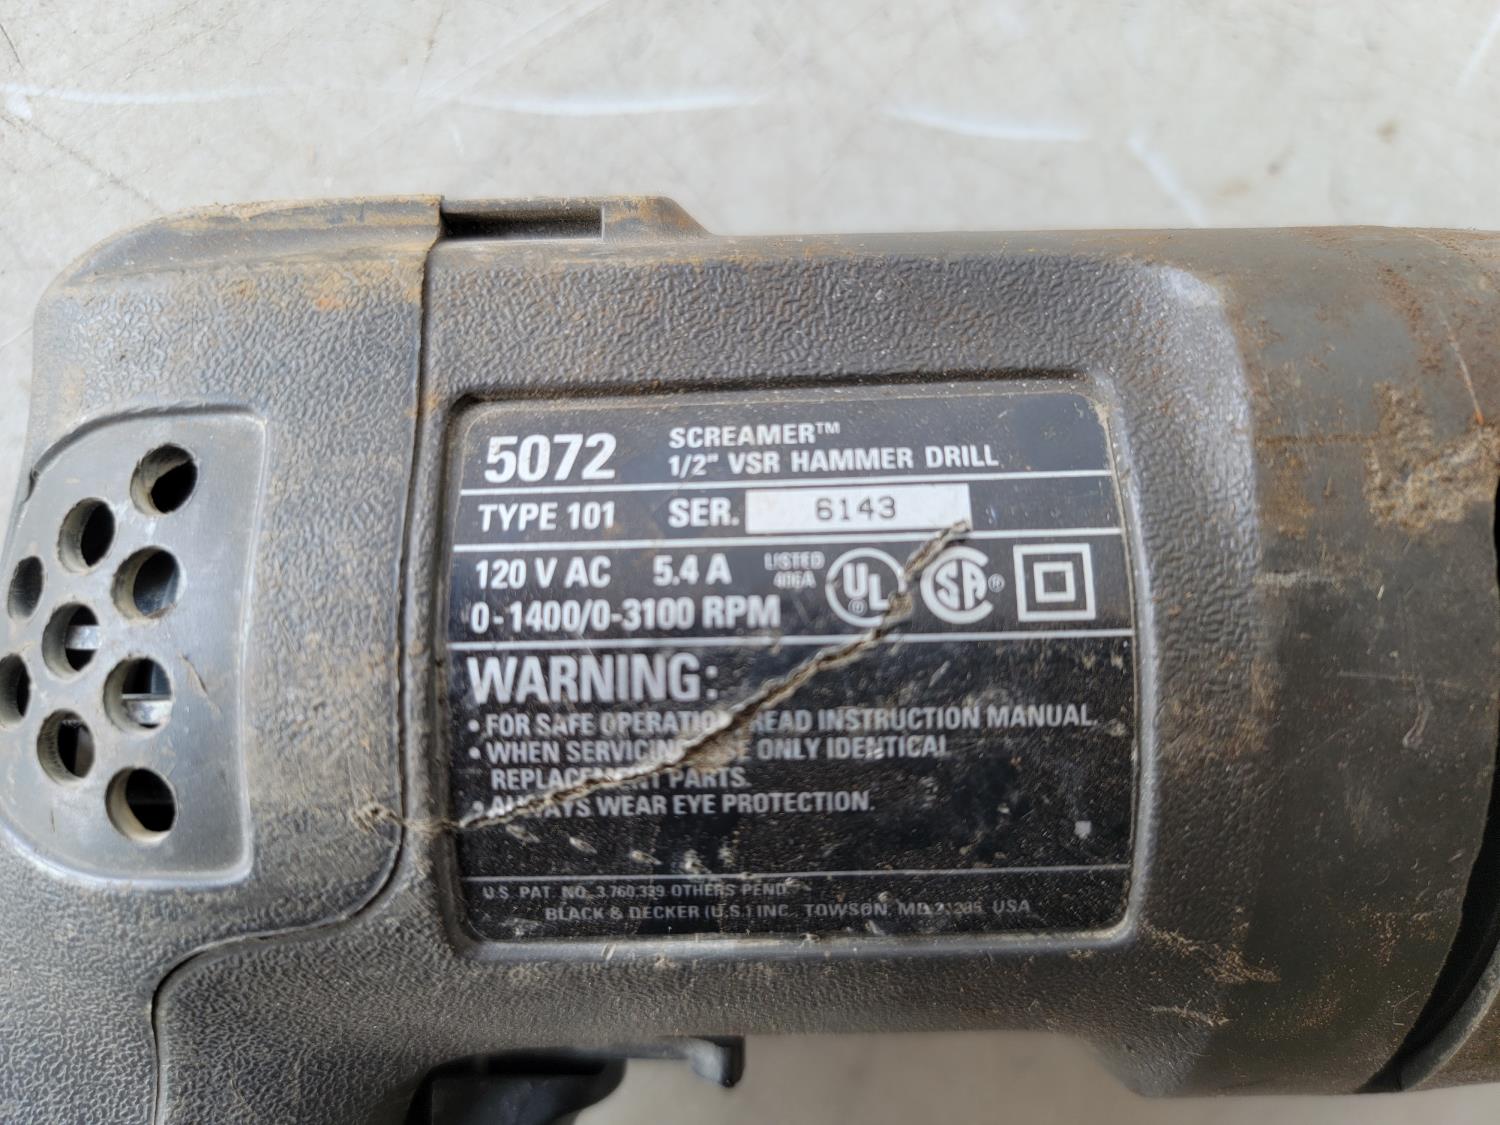 5072 SCREAMER™
1/2" VSR HAMMER DRILL
TYPE 101 SER. 6143
120 V AC 5.4 A LISTED
0-1400/0-3100 RPM
UL ®
SA ®
WARNING:
• FOR SAFE OPERATION READ INSTRUCTION MANUAL.
• WHEN SERVICING USE ONLY IDENTICAL
REPLACEMENT PARTS.
• ALWAYS WEAR EYE PROTECTION.
U.S. PAT. NO. 3,760,339 OTHERS PEND.
BLACK & DECKER (U.S.) INC. TOWSON, MD USA